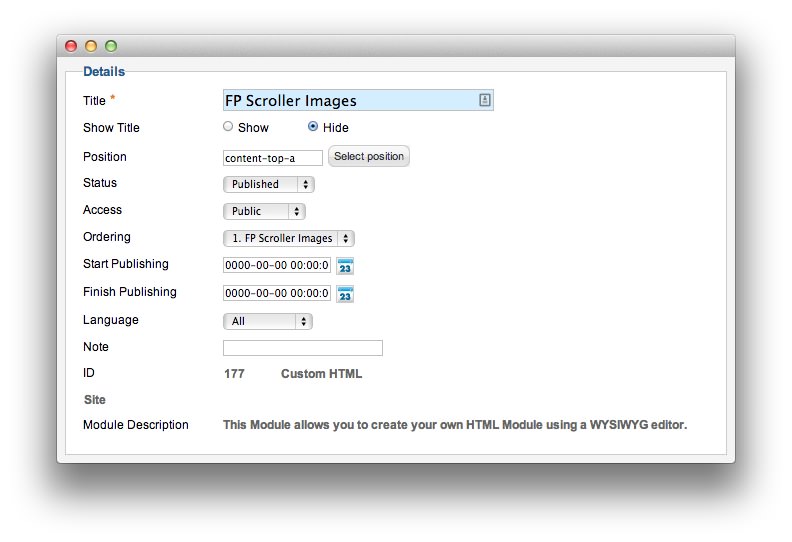 Details
Title * FP Scroller Images
Show Title Show Hide
Position content-top-a Select position
Status Published
Access Public
Ordering 1. FP Scroller Images
Start Publishing 0000-00-00 00:00:0 23
Finish Publishing 0000-00-00 00:00:0 23
Language All
Note
ID 177 Custom HTML
Site
Module Description This Module allows you to create your own HTML Module using a WYSIWYG editor.